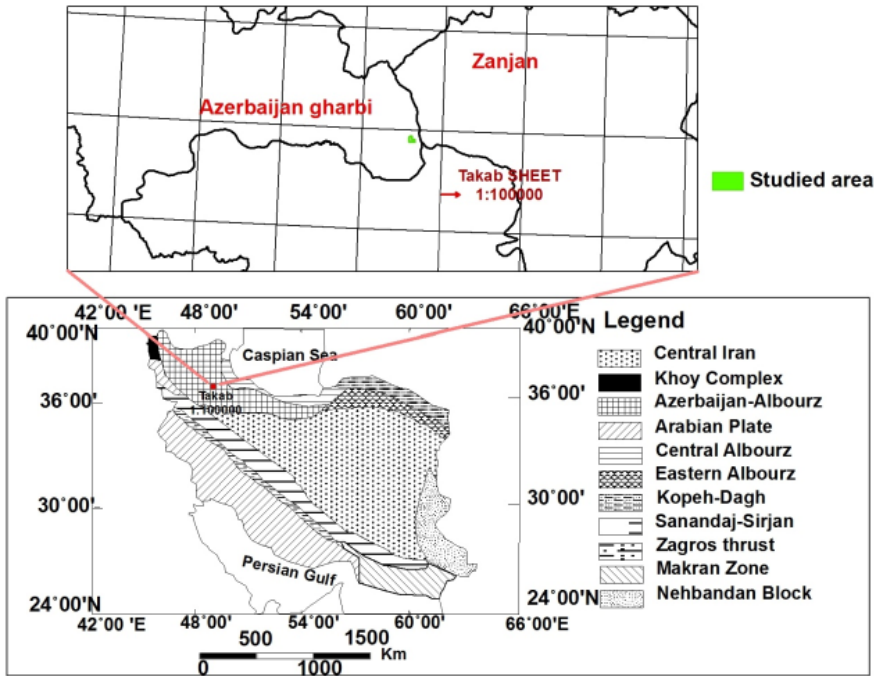 Zanjan
Azerbaijan gharbi
Takab SHEET
1:100000
Studied area
42°00' 'E 48°00' 54°00' 60°00' 66°00'E
40°00'N 40°00'N
Caspian Sea
Takab
1:100000
36°00' 36°00'
30°00' 30°00'
Persian Gulf
24°00'N 24°00'N
42°00' 'E 48°00' 54°00' 60°00' 66°00'E
500 1500
Km
0 1000
Legend
Central Iran
Khoy Complex
Azerbaijan-Albourz
Arabian Plate
Central Albourz
Eastern Albourz
Kopeh-Dagh
Sanandaj-Sirjan
Zagros thrust
Makran Zone
Nehbandan Block